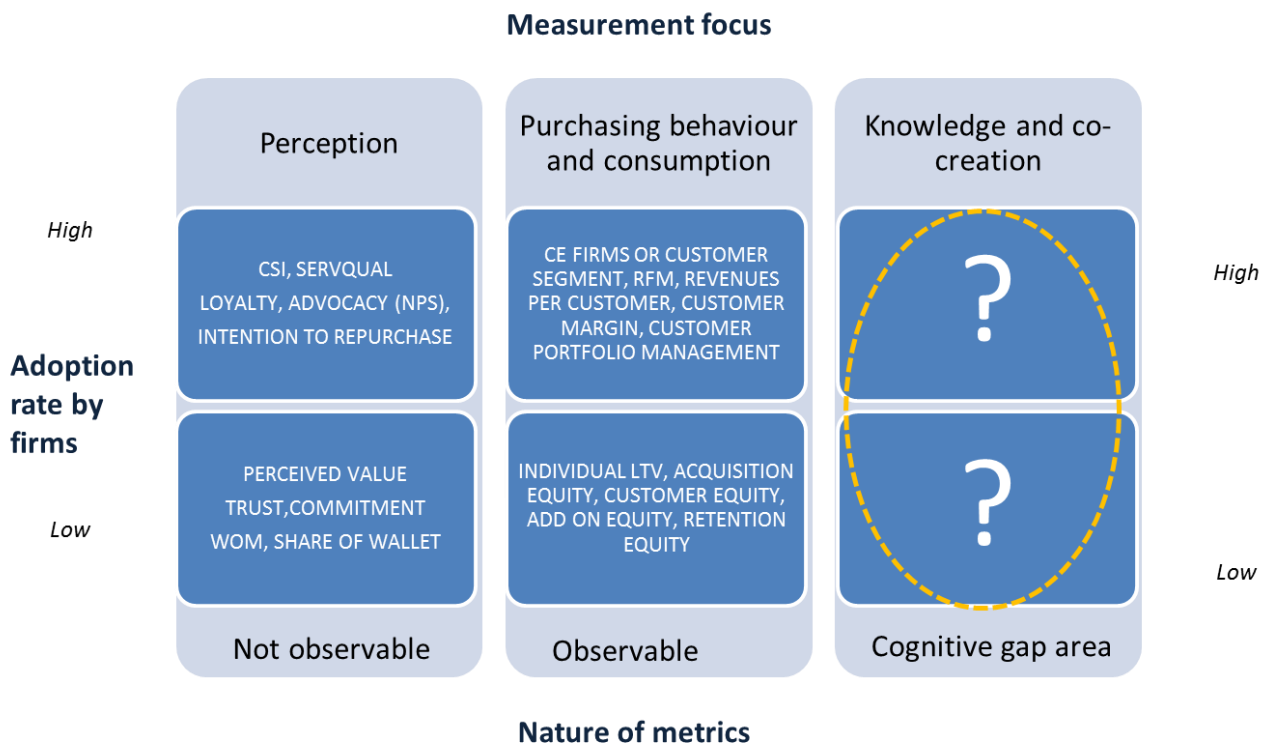 Measurement focus
Perception
Purchasing behaviour
and consumption
Knowledge and co-
creation
High
CSI, SERVQUAL
LOYALTY, ADVOCACY (NPS),
INTENTION TO REPURCHASE
CE FIRMS OR CUSTOMER
SEGMENT, RFM, REVENUES
PER CUSTOMER, CUSTOMER
MARGIN, CUSTOMER
PORTFOLIO MANAGEMENT
?
High
Adoption
rate by
firms
Low
PERCEIVED VALUE
TRUST,COMMITMENT
WOM, SHARE OF WALLET
INDIVIDUAL LTV, ACQUISITION
EQUITY, CUSTOMER EQUITY,
ADD ON EQUITY, RETENTION
EQUITY
?
Low
Not observable
Observable
Cognitive gap area
Nature of metrics